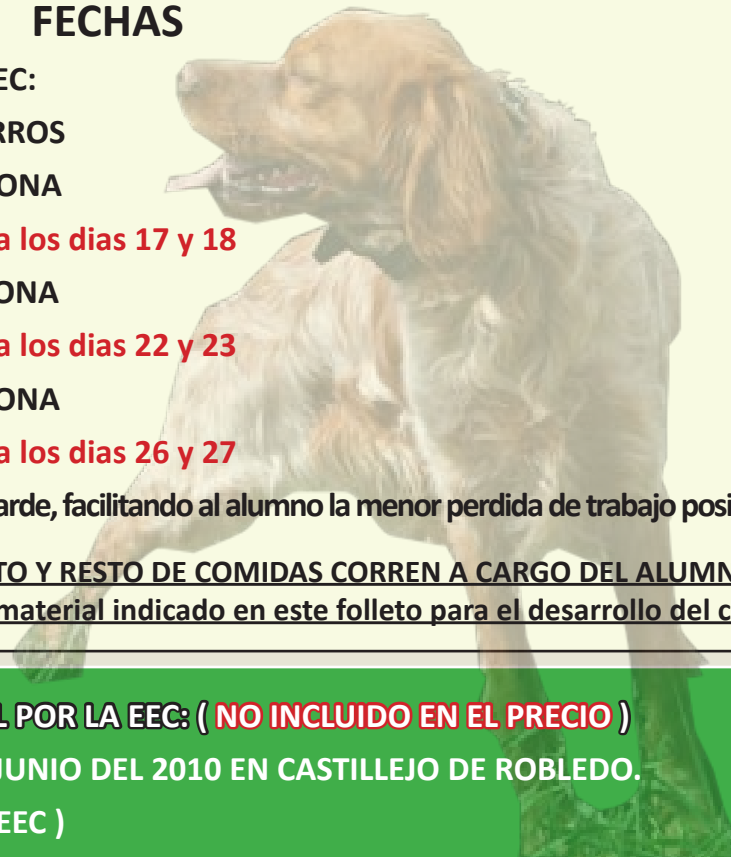 FECHAS
EC:
RROS
ONA
a los dias 17 y 18
ONA
a los dias 22 y 23
ONA
a los dias 26 y 27
arde, facilitando al alumno la menor perdida de trabajo posi
TO Y RESTO DE COMIDAS CORREN A CARGO DEL ALUMN
material indicado en este folleto para el desarrollo del c
L POR LA EEC: ( NO INCLUIDO EN EL PRECIO )
JUNIO DEL 2010 EN CASTILLEJO DE ROBLEDO.
EEC )